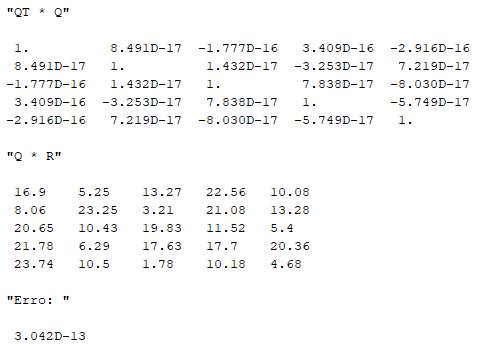 "QT * Q"
1. 8.491D-17 -1.777D-16 3.409D-16 -2.916D-16
8.491D-17 1. 1.432D-17 -3.253D-17 7.219D-17
-1.777D-16 1.432D-17 1. 7.838D-17 -8.030D-17
3.409D-16 -3.253D-17 7.838D-17 1. -5.749D-17
-2.916D-16 7.219D-17 -8.030D-17 -5.749D-17 1.
"Q * R"
16.9 5.25 13.27 22.56 10.08
8.06 23.25 3.21 21.08 13.28
20.65 10.43 19.83 11.52 5.4
21.78 6.29 17.63 17.7 20.36
23.74 10.5 1.78 10.18 4.68
"Erro: "
3.042D-13